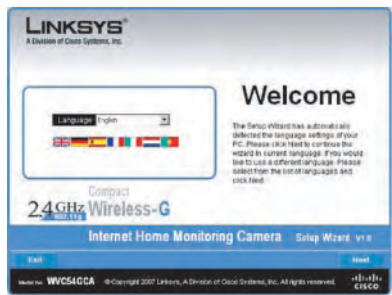 LINKSYS®
A Division of Cisco Systems, Inc.
Welcome
Language English
The Setup Wizard has automatically
detected the language settings of your
PC. Please click Next to continue the
wizard in current language. If you would
like to use a different language. Please
select from the list of languages and
click Next.
Compact
2.4GHz Wireless-G
802.11g
Internet Home Monitoring Camera Setup Wizard V1.0
Exit
Next
Model No. WVC54GCA © Copyright 2007 Linksys, A Division of Cisco Systems, Inc. All rights reserved.
CISCO